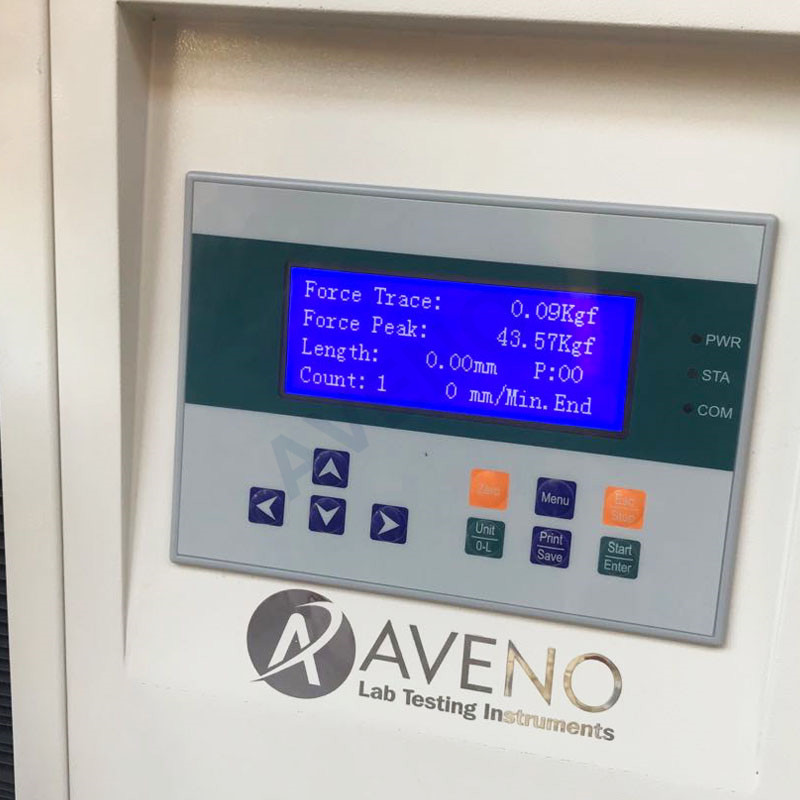 Force Trace: 0.09Kgf
Force Peak: 43.57Kgf
Length: 0.00mm P:00
Count: 1 0 mm/Min.End
PWR
STA
COM
Zero
Menu
Esc
Stop
Unit
0-L
Print
Save
Start
Enter
AVENO
Lab Testing Instruments